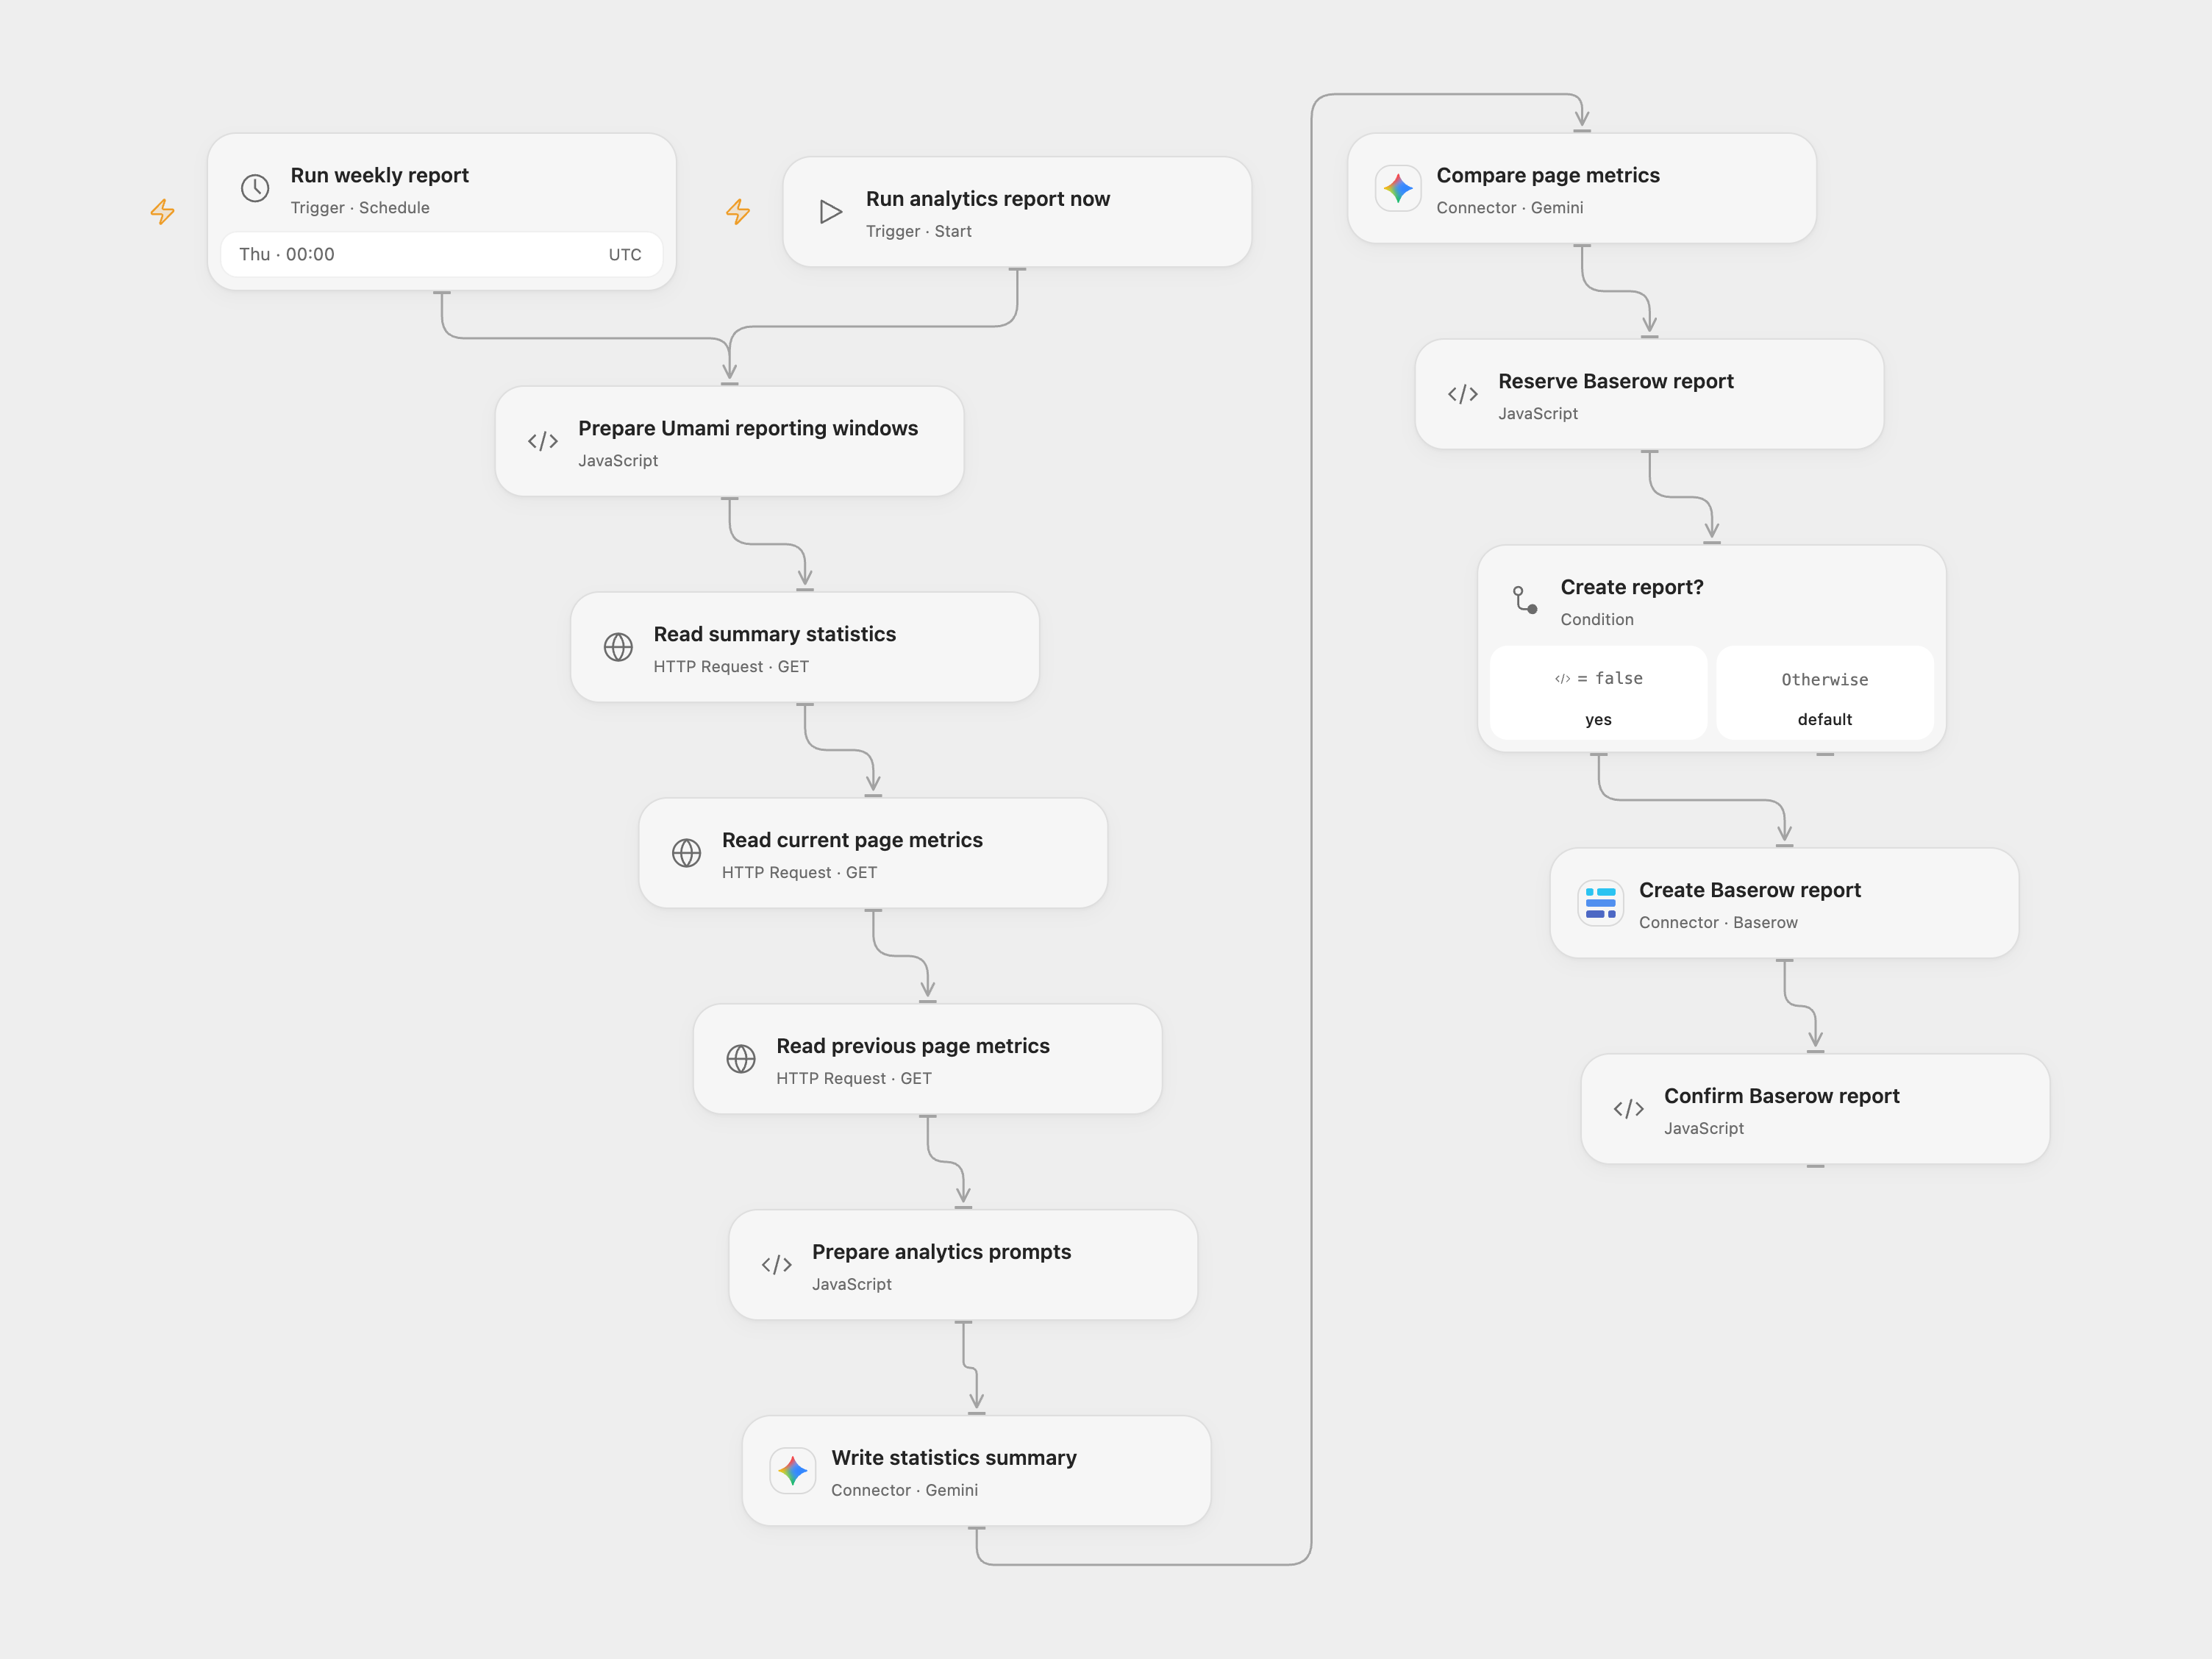 Run weekly report
Trigger · Schedule
Thu · 00:00
UTC
Run analytics report now
Trigger · Start
Prepare Umami reporting windows
JavaScript
Read summary statistics
HTTP Request · GET
Read current page metrics
HTTP Request · GET
Read previous page metrics
HTTP Request · GET
Prepare analytics prompts
JavaScript
Write statistics summary
Connector · Gemini
Compare page metrics
Connector · Gemini
Reserve Baserow report
JavaScript
Create report?
Condition
</> = false
yes
Otherwise
default
Create Baserow report
Connector · Baserow
Confirm Baserow report
JavaScript